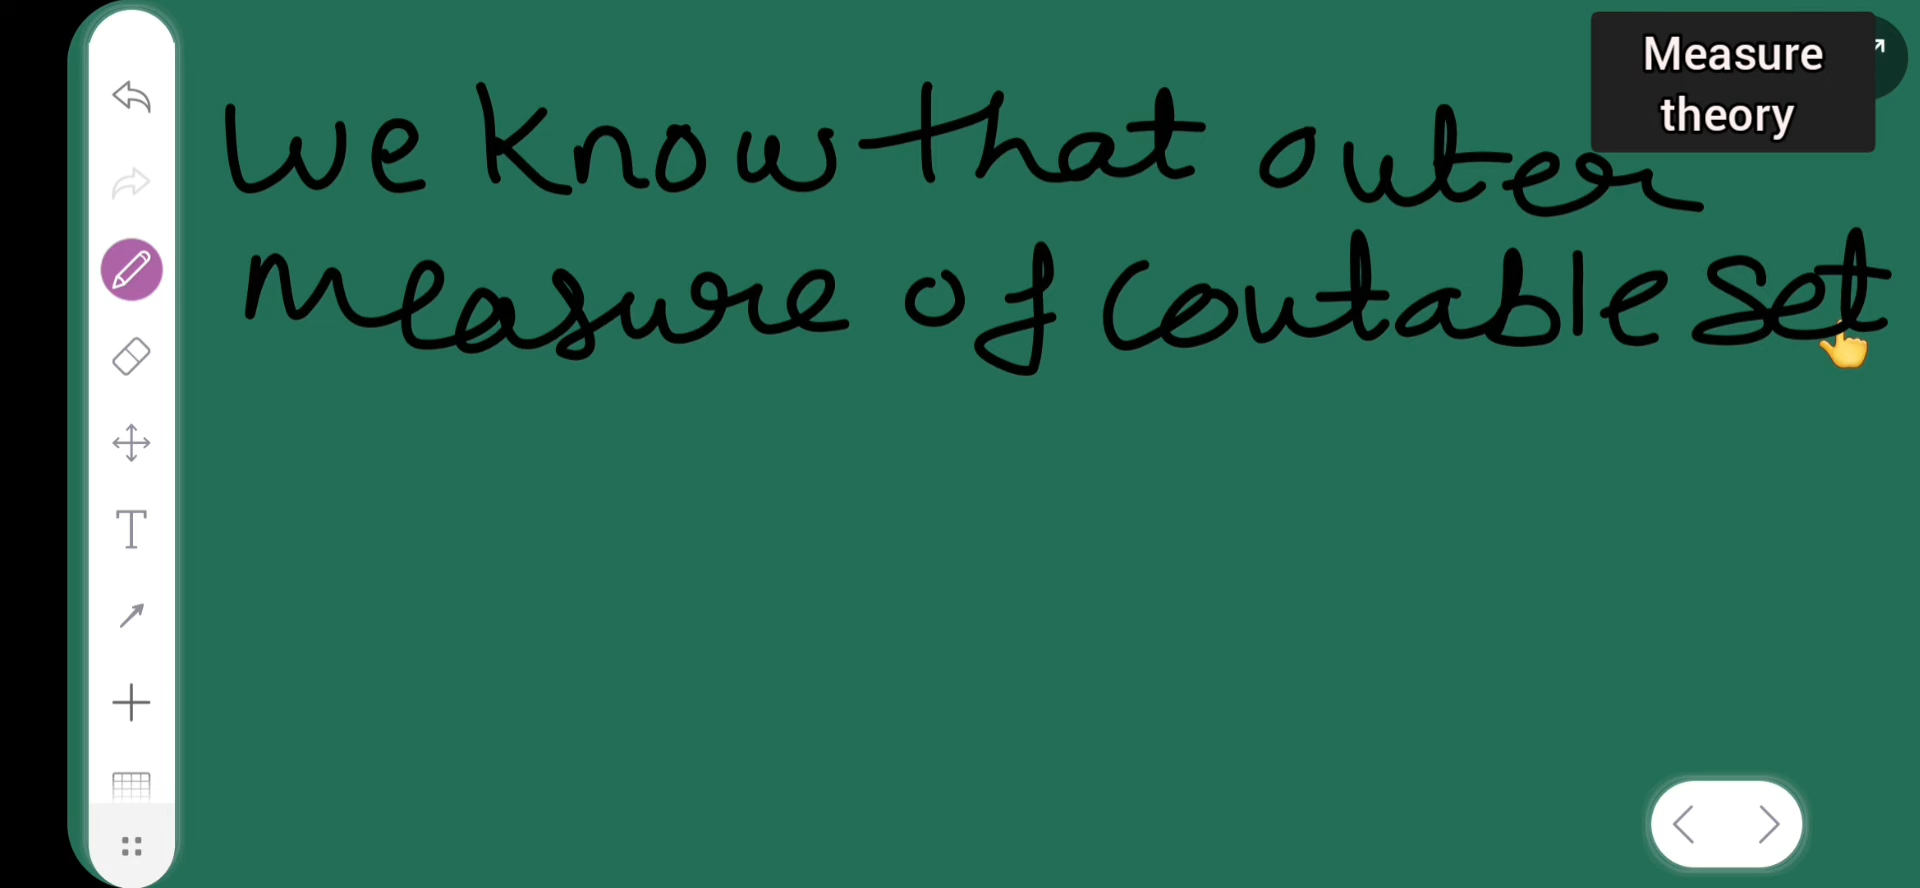 We know that outer
measure of coutable set
Measure
theory
T